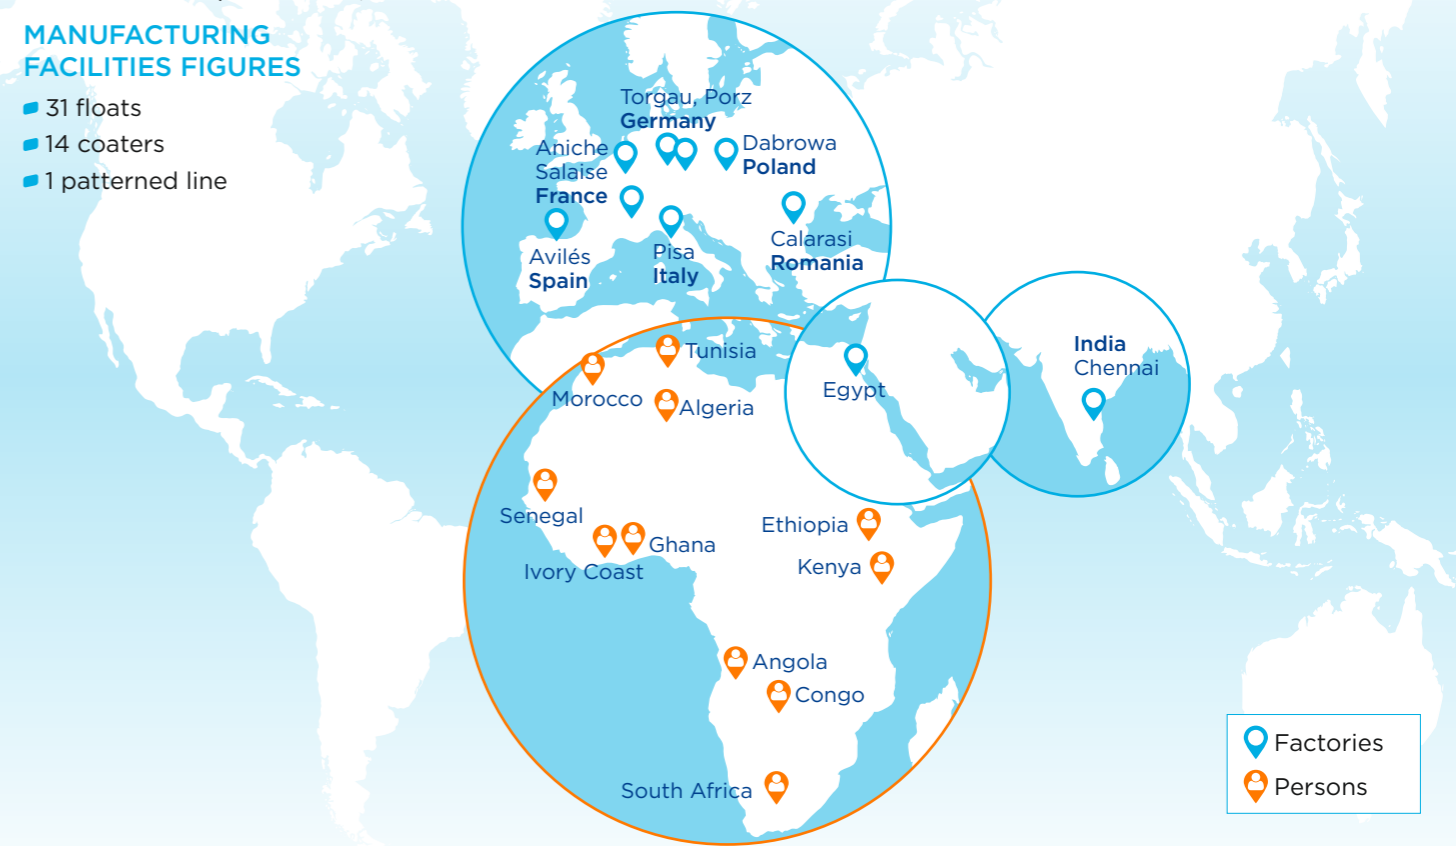 MANUFACTURING
FACILITIES FIGURES
31 floats
14 coaters
1 patterned line
Torgau, Porz
Germany
Aniche
Salaise
France
Dabrowa
Poland
Avilés
Spain
Pisa
Italy
Calarasi
Romania
India
Chennai
Egypt
Tunisia
Morocco
Algeria
Senegal
Ivory Coast
Ghana
Ethiopia
Kenya
Angola
Congo
South Africa
Factories
Persons